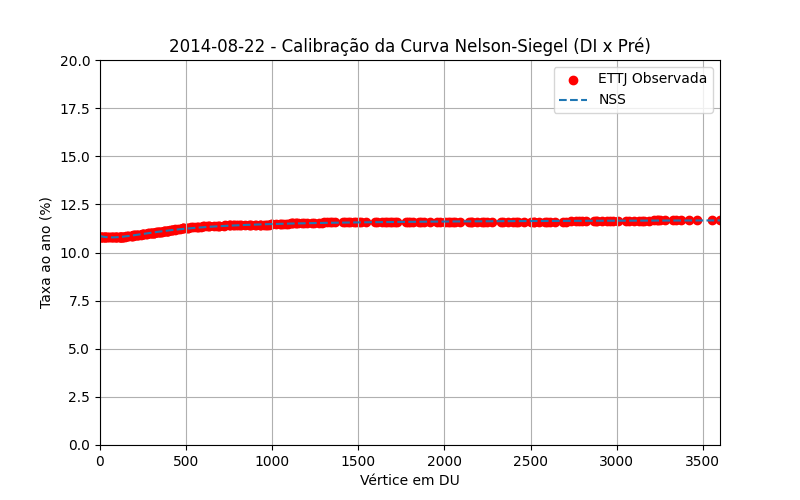 2014-08-22 - Calibração da Curva Nelson-Siegel (DI x Pré)
ETTJ Observada
NSS
Taxa ao ano (%)
20.0
17.5
15.0
12.5
10.0
7.5
5.0
2.5
0.0
0 500 1000 1500 2000 2500 3000 3500
Vértice em DU